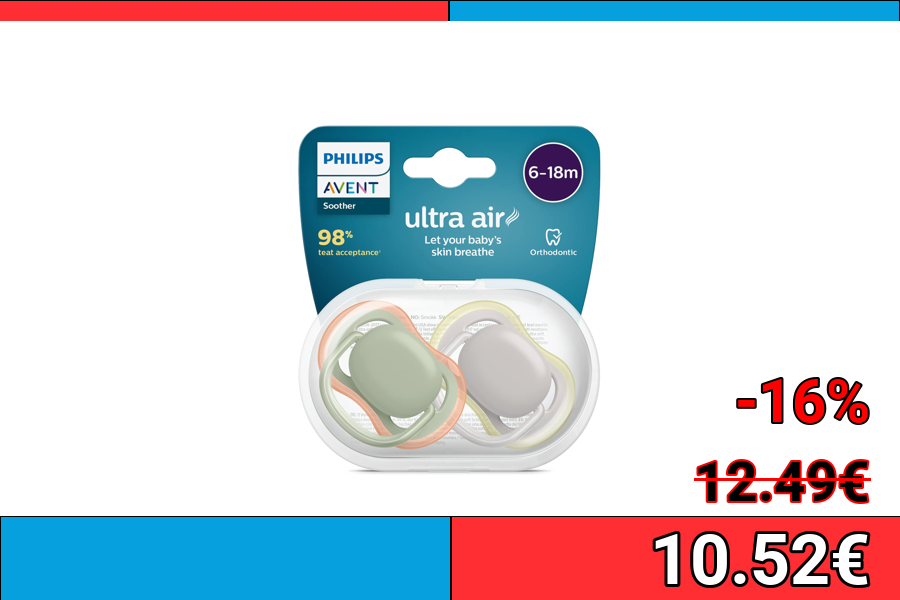 PHILIPS
AVENT
Soother
6-18m
ultra air
98%
teat acceptance¹
Let your baby's
skin breathe
Orthodontic
-16%
12.49€
10.52€